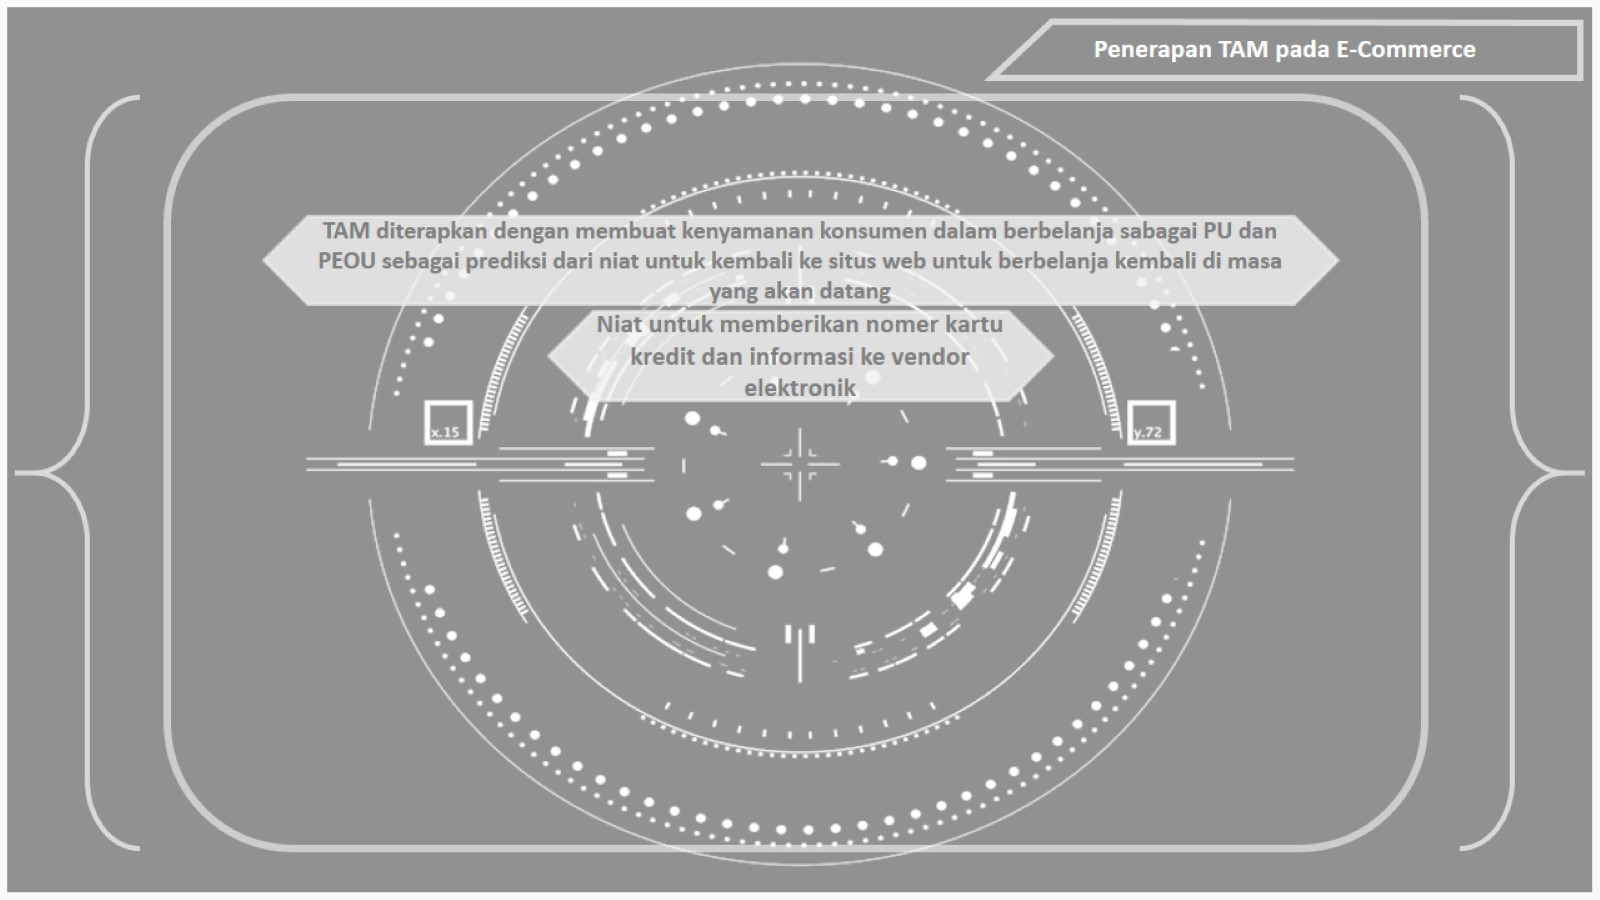 Penerapan TAM pada E-Commerce
TAM diterapkan dengan membuat kenyamanan konsumen dalam berbelanja sabagai PU dan
PEOU sebagai prediksi dari niat untuk kembali ke situs web untuk berbelanja kembali di masa
yang akan datang
Niat untuk memberikan nomer kartu
kredit dan informasi ke vendor
elektronik
x.15
y.72